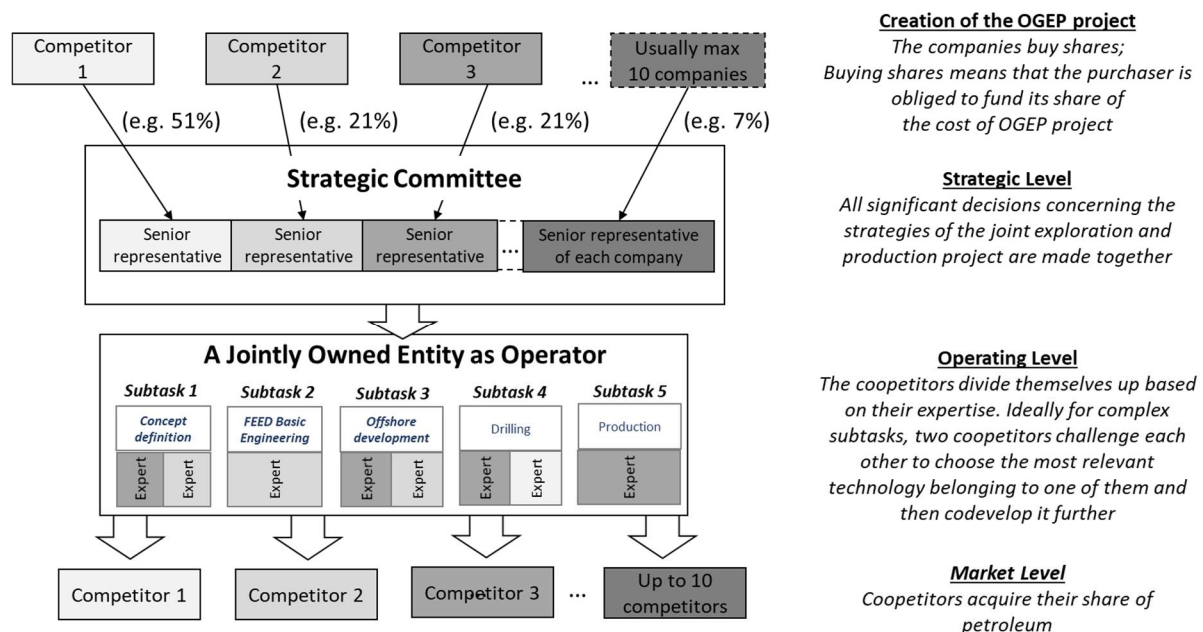 Competitor
1
Competitor
2
Competitor
3
...
Usually max
10 companies
(e.g. 51%)
(e.g. 21%)
(e.g. 21%)
(e.g. 7%)
Strategic Committee
Senior
representative
Senior
representative
Senior
representative
...
Senior representative
of each company
A Jointly Owned Entity as Operator
Subtask 1
Subtask 2
Subtask 3
Subtask 4
Subtask 5
Concept
definition
FEED Basic
Engineering
Offshore
development
Drilling
Production
Expert
Expert
Expert
Expert
Expert
Expert
Expert
Expert
Competitor 1
Competitor 2
Competitor 3
...
Up to 10
competitors
Creation of the OGEP project
The companies buy shares;
Buying shares means that the purchaser is
obliged to fund its share of
the cost of OGEP project
Strategic Level
All significant decisions concerning the
strategies of the joint exploration and
production project are made together
Operating Level
The coopetitors divide themselves up based
on their expertise. Ideally for complex
subtasks, two coopetitors challenge each
other to choose the most relevant
technology belonging to one of them and
then codevelop it further
Market Level
Coopetitors acquire their share of
petroleum